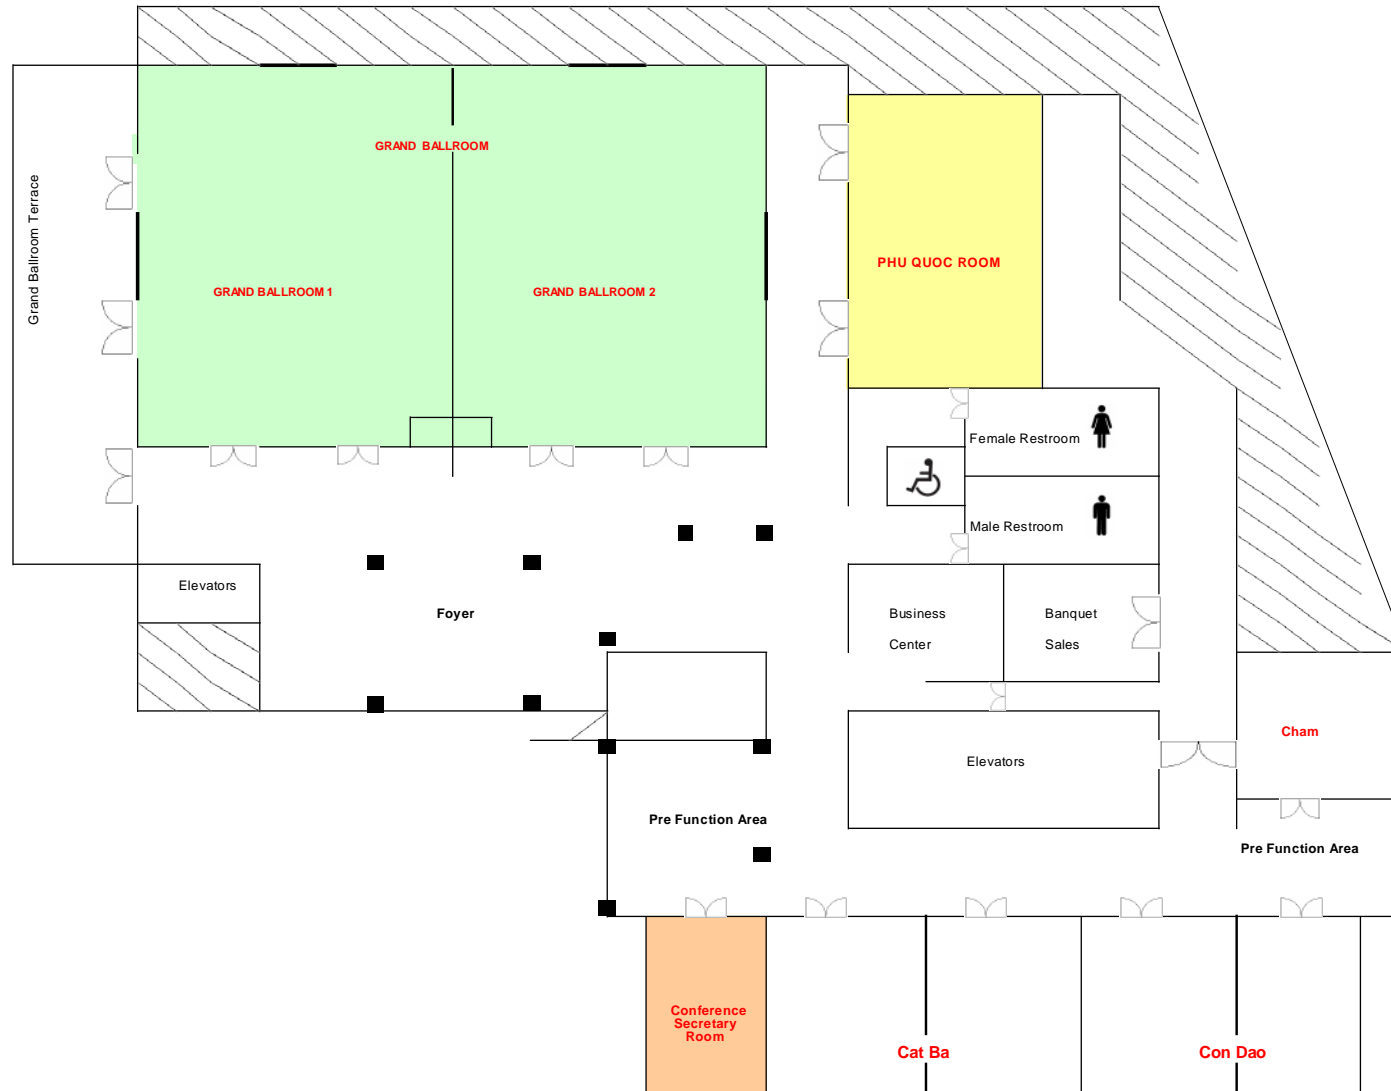 GRAND BALLROOM
Grand Ballroom Terrace
PHU QUOC ROOM
GRAND BALLROOM 1
GRAND BALLROOM 2
Female Restroom
Male Restroom
Elevators
Foyer
Business
Center
Banquet
Sales
Cham
Elevators
Pre Function Area
Pre Function Area
Conference
Secretary
Room
Cat Ba
Con Dao